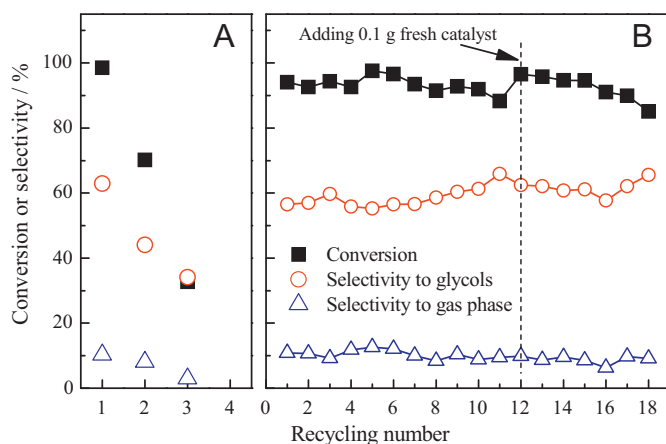 A
B
Adding 0.1 g fresh catalyst
Conversion or selectivity / %
100
80
60
40
20
0
Conversion
Selectivity to glycols
Selectivity to gas phase
1 2 3 4
0 2 4 6 8 10 12 14 16 18
Recycling number